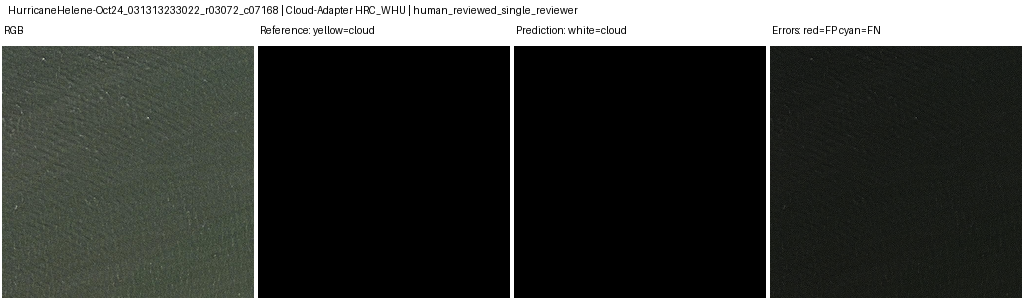 HurricaneHelene-Oct24_031313233022_r03072_c07168 | Cloud-Adapter HRC_WHU | human_reviewed_single_reviewer
RGB
Reference: yellow=cloud
Prediction: white=cloud
Errors: red=FP cyan=FN